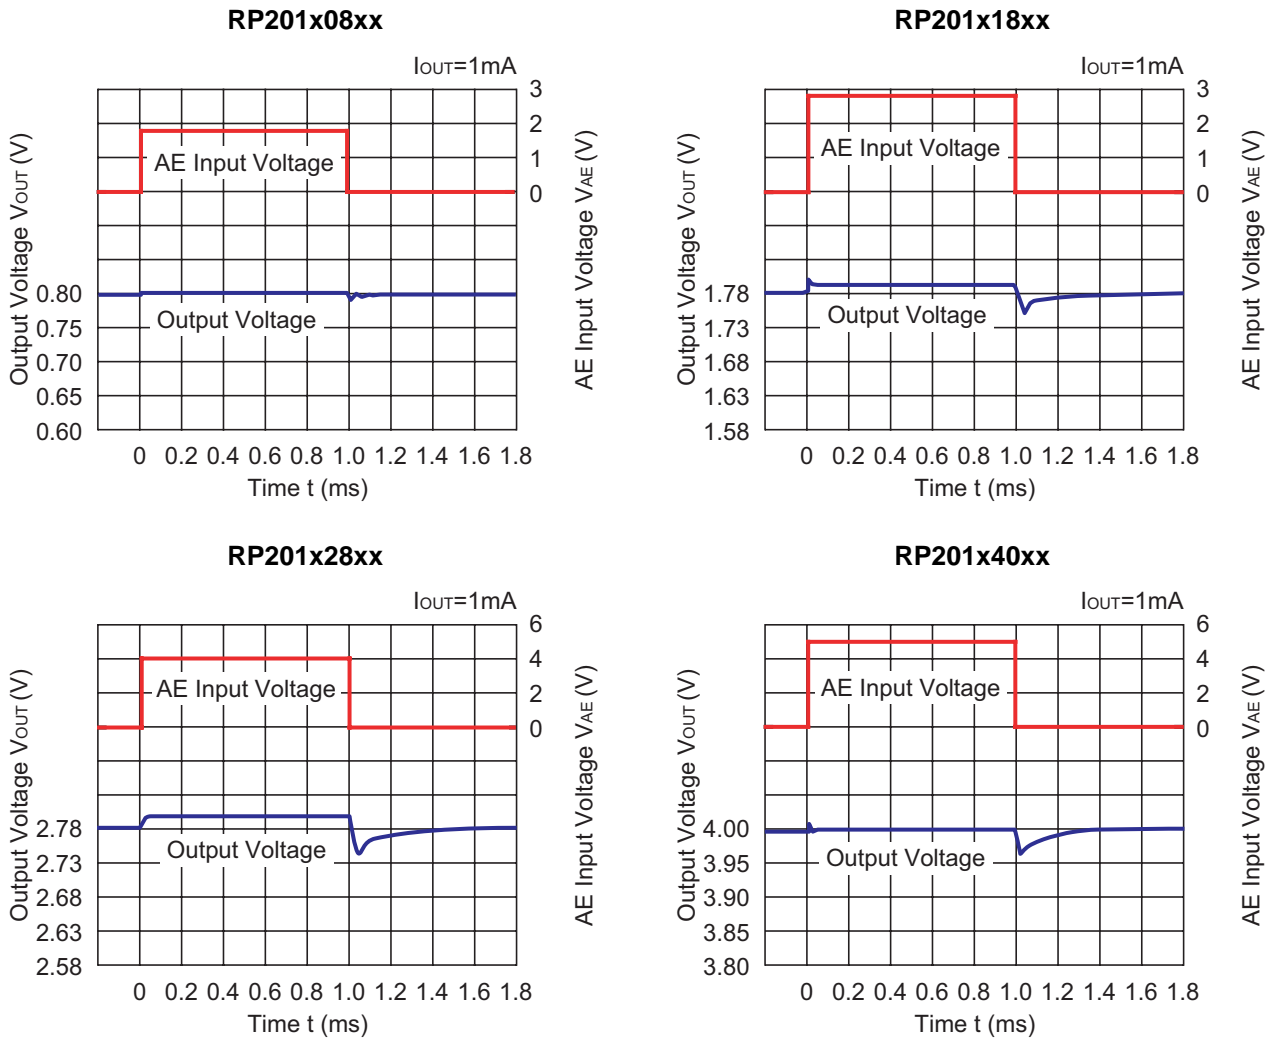 RP201x08xx
IOUT=1mA
Output Voltage VOUT (V)
0.80
0.75
0.70
0.65
0.60
3
2
1
0
AE Input Voltage VAE (V)
AE Input Voltage
Output Voltage
0 0.2 0.4 0.6 0.8 1.0 1.2 1.4 1.6 1.8
Time t (ms)
RP201x18xx
IOUT=1mA
Output Voltage VOUT (V)
1.78
1.73
1.68
1.63
1.58
3
2
1
0
AE Input Voltage VAE (V)
AE Input Voltage
Output Voltage
0 0.2 0.4 0.6 0.8 1.0 1.2 1.4 1.6 1.8
Time t (ms)
RP201x28xx
IOUT=1mA
Output Voltage VOUT (V)
2.78
2.73
2.68
2.63
2.58
6
4
2
0
AE Input Voltage VAE (V)
AE Input Voltage
Output Voltage
0 0.2 0.4 0.6 0.8 1.0 1.2 1.4 1.6 1.8
Time t (ms)
RP201x40xx
IOUT=1mA
Output Voltage VOUT (V)
4.00
3.95
3.90
3.85
3.80
6
4
2
0
AE Input Voltage VAE (V)
AE Input Voltage
Output Voltage
0 0.2 0.4 0.6 0.8 1.0 1.2 1.4 1.6 1.8
Time t (ms)